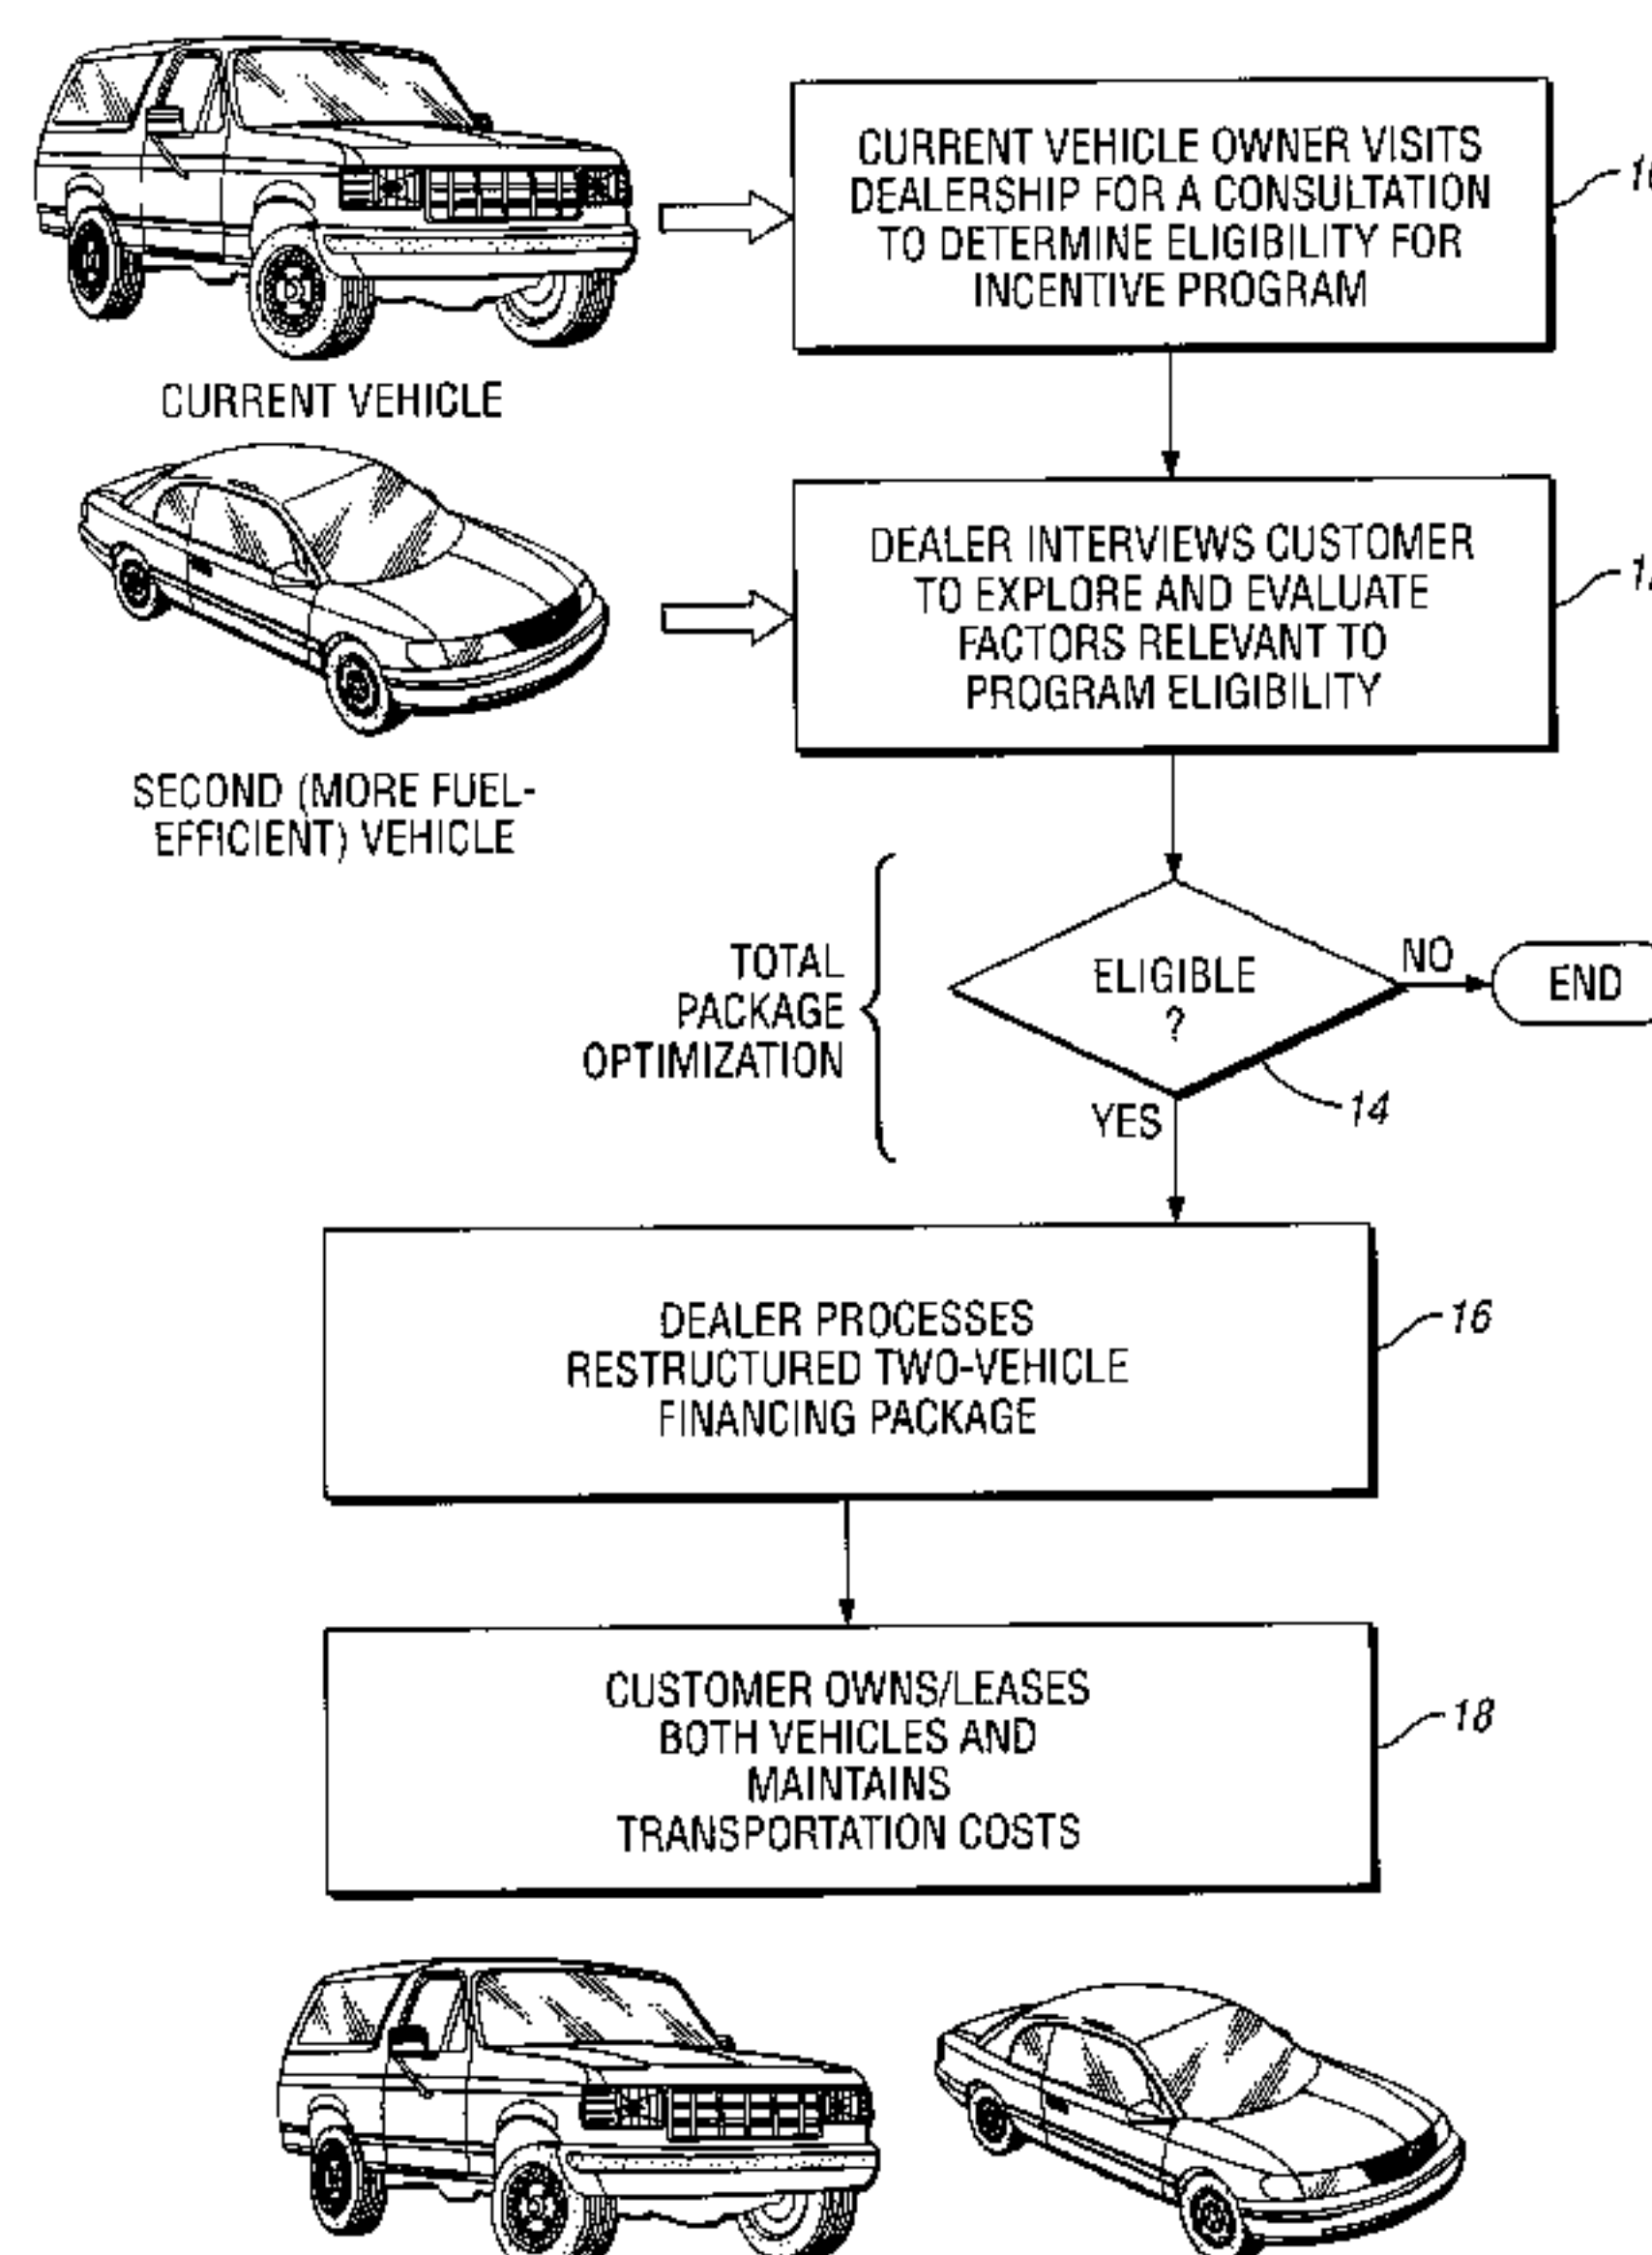 CURRENT VEHICLE OWNER VISITS
DEALERSHIP FOR A CONSULTATION
TO DETERMINE ELIGIBILITY FOR
INCENTIVE PROGRAM
CURRENT VEHICLE
DEALER INTERVIEWS CUSTOMER
TO EXPLORE AND EVALUATE
FACTORS RELEVANT TO
PROGRAM ELIGIBILITY
SECOND (MORE FUEL-
EFFICIENT) VEHICLE
TOTAL
PACKAGE
OPTIMIZATION
ELIGIBLE
?
NO
END
YES
14
DEALER PROCESSES
RESTRUCTURED TWO-VEHICLE
FINANCING PACKAGE
16
CUSTOMER OWNS/LEASES
BOTH VEHICLES AND
MAINTAINS
TRANSPORTATION COSTS
18